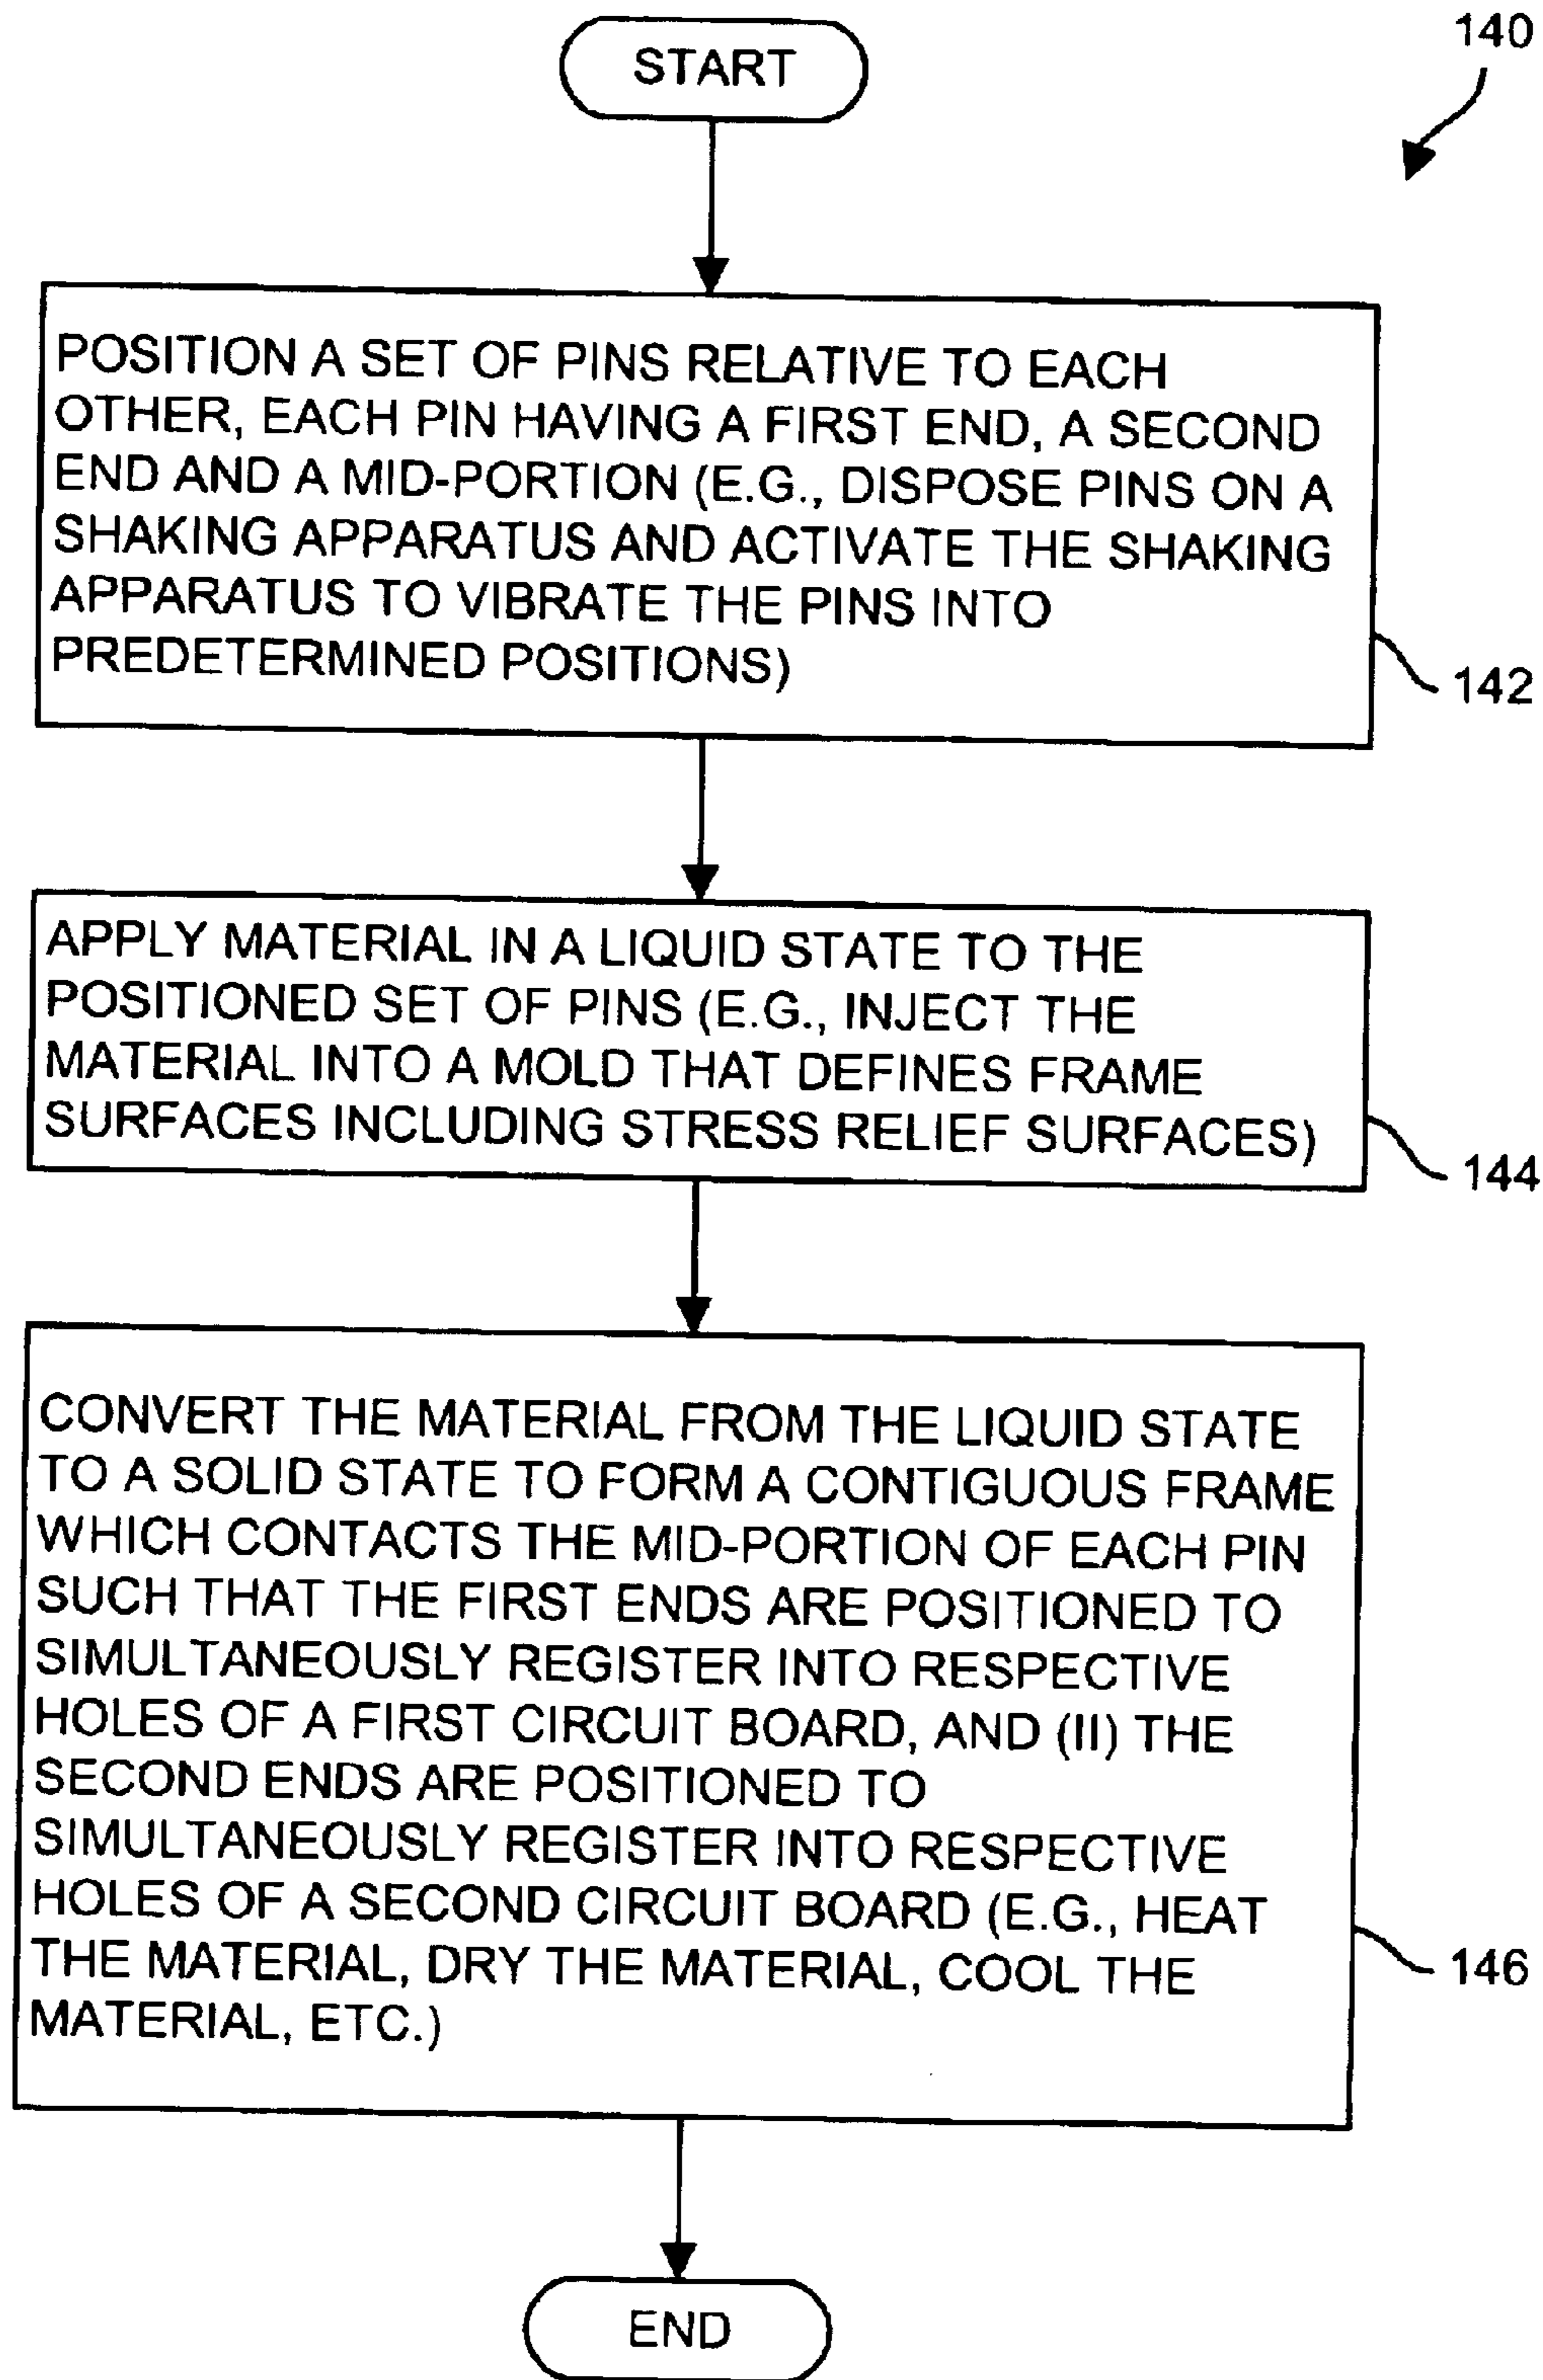 START
140
POSITION A SET OF PINS RELATIVE TO EACH
OTHER, EACH PIN HAVING A FIRST END, A SECOND
END AND A MID-PORTION (E.G., DISPOSE PINS ON A
SHAKING APPARATUS AND ACTIVATE THE SHAKING
APPARATUS TO VIBRATE THE PINS INTO
PREDETERMINED POSITIONS)
142
APPLY MATERIAL IN A LIQUID STATE TO THE
POSITIONED SET OF PINS (E.G., INJECT THE
MATERIAL INTO A MOLD THAT DEFINES FRAME
SURFACES INCLUDING STRESS RELIEF SURFACES)
144
CONVERT THE MATERIAL FROM THE LIQUID STATE
TO A SOLID STATE TO FORM A CONTIGUOUS FRAME
WHICH CONTACTS THE MID-PORTION OF EACH PIN
SUCH THAT THE FIRST ENDS ARE POSITIONED TO
SIMULTANEOUSLY REGISTER INTO RESPECTIVE
HOLES OF A FIRST CIRCUIT BOARD, AND (II) THE
SECOND ENDS ARE POSITIONED TO
SIMULTANEOUSLY REGISTER INTO RESPECTIVE
HOLES OF A SECOND CIRCUIT BOARD (E.G., HEAT
THE MATERIAL, DRY THE MATERIAL, COOL THE
MATERIAL, ETC.)
146
END